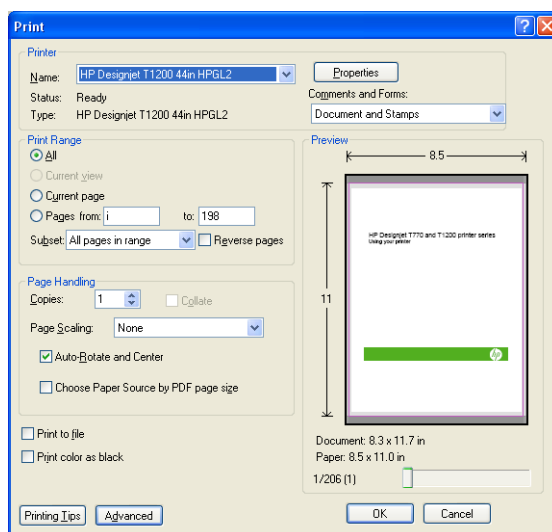 Print
Printer
Name: HP Designjet T1200 44in HPGL2
Properties
Status: Ready
Type: HP Designjet T1200 44in HPGL2
Comments and Forms:
Document and Stamps
Print Range
All
Current view
Current page
Pages from: i to: 198
Subset: All pages in range
Reverse pages
Page Handling
Copies: 1
Collate
Page Scaling: None
Auto-Rotate and Center
Choose Paper Source by PDF page size
Print to file
Print color as black
Printing Tips
Advanced
Preview
8.5
11
HP Designjet T770 and T1200 printer series
Using your printer
hp
Document: 8.3 x 11.7 in
Paper: 8.5 x 11.0 in
1/206 (1)
OK
Cancel